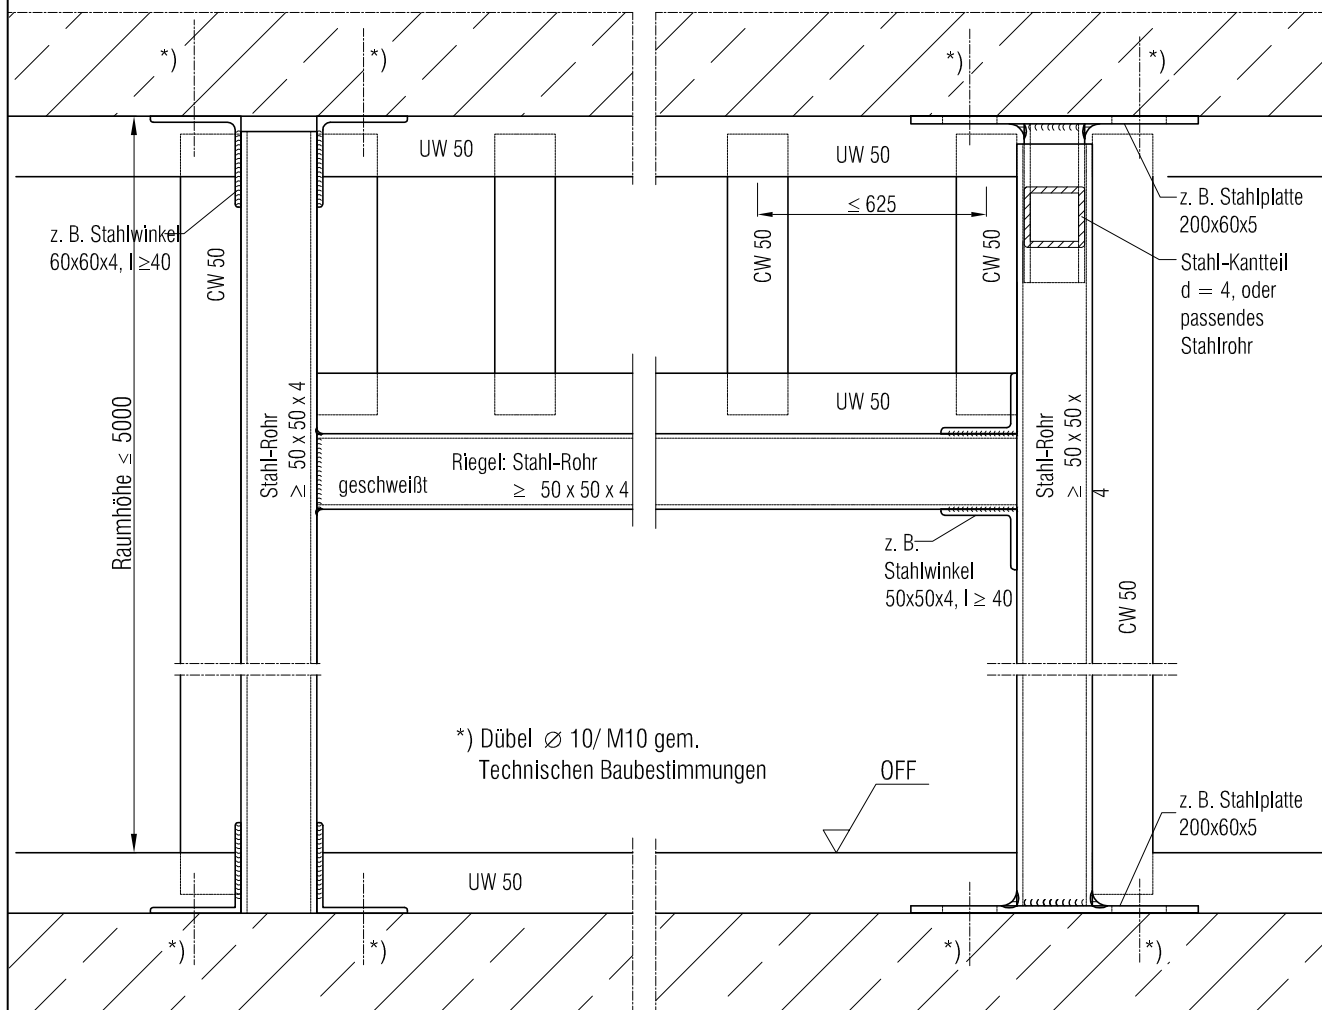 *)
*)
*)
*)
UW 50
UW 50
≤ 625
z. B. Stahlwinkel
60x60x4, l ≥40
CW 50
CW 50
CW 50
z. B. Stahlplatte
200x60x5
Stahl-Kantteil
d = 4, oder
passendes
Stahlrohr
Raumhöhe ≤ 5000
Stahl-Rohr
≥ 50 x 50 x 4
UW 50
Riegel: Stahl-Rohr
≥ 50 x 50 x 4
geschweißt
Stahl-Rohr
≥ 50 x 50 x
4
z. B.
Stahlwinkel
50x50x4, l ≥ 40
CW 50
*) Dübel ∅ 10/ M10 gem.
Technischen Baubestimmungen
OFF
z. B. Stahlplatte
200x60x5
UW 50
*)
*)
*)
*)